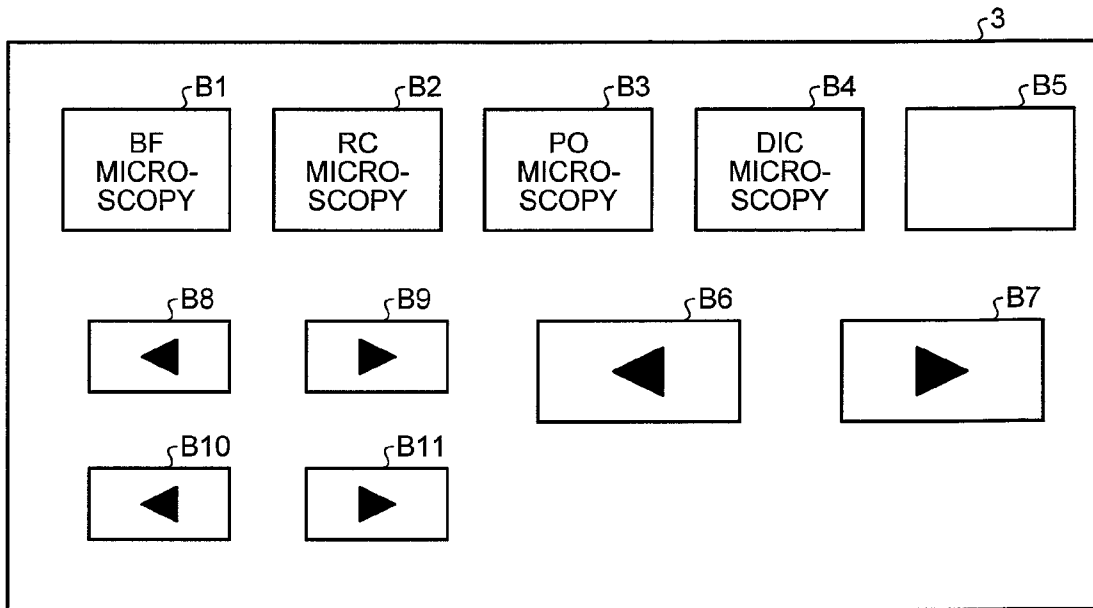 3
B1 B2 B3 B4 B5
BF
MICRO-
SCOPY
RC
MICRO-
SCOPY
PO
MICRO-
SCOPY
DIC
MICRO-
SCOPY
B8 B9 B6 B7
B10 B11